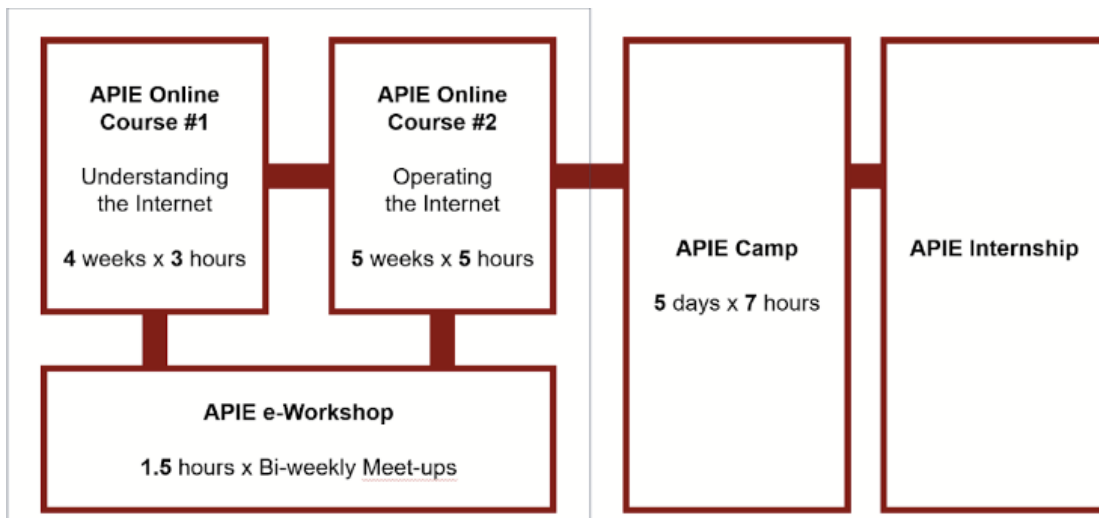 APIE Online
Course #1
Understanding
the Internet
4 weeks x 3 hours
APIE Online
Course #2
Operating
the Internet
5 weeks x 5 hours
APIE e-Workshop
1.5 hours x Bi-weekly Meet-ups
APIE Camp
5 days x 7 hours
APIE Internship